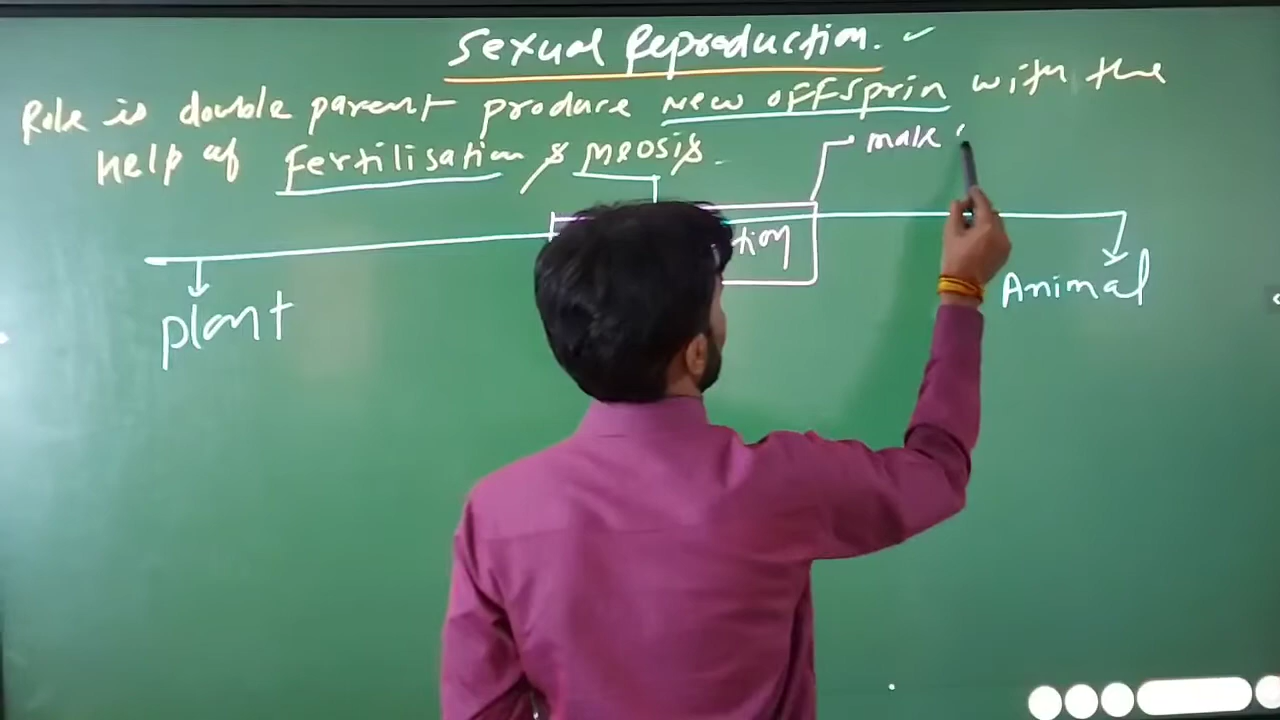 Sexual Reproduction.
Role is double parent produce new offsprin with the
Help of Fertilisation & meosis
male
tion
Animal
plant